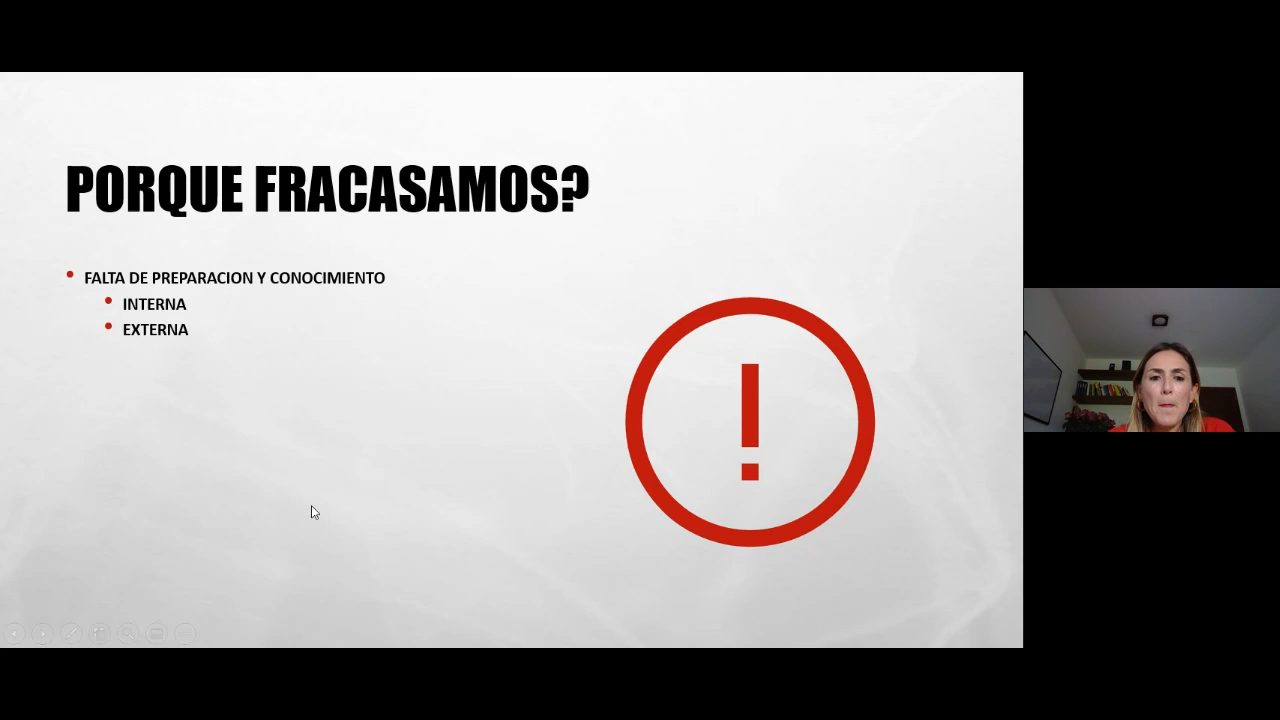 PORQUE FRACASAMOS?
FALTA DE PREPARACION Y CONOCIMIENTO
INTERNA
EXTERNA